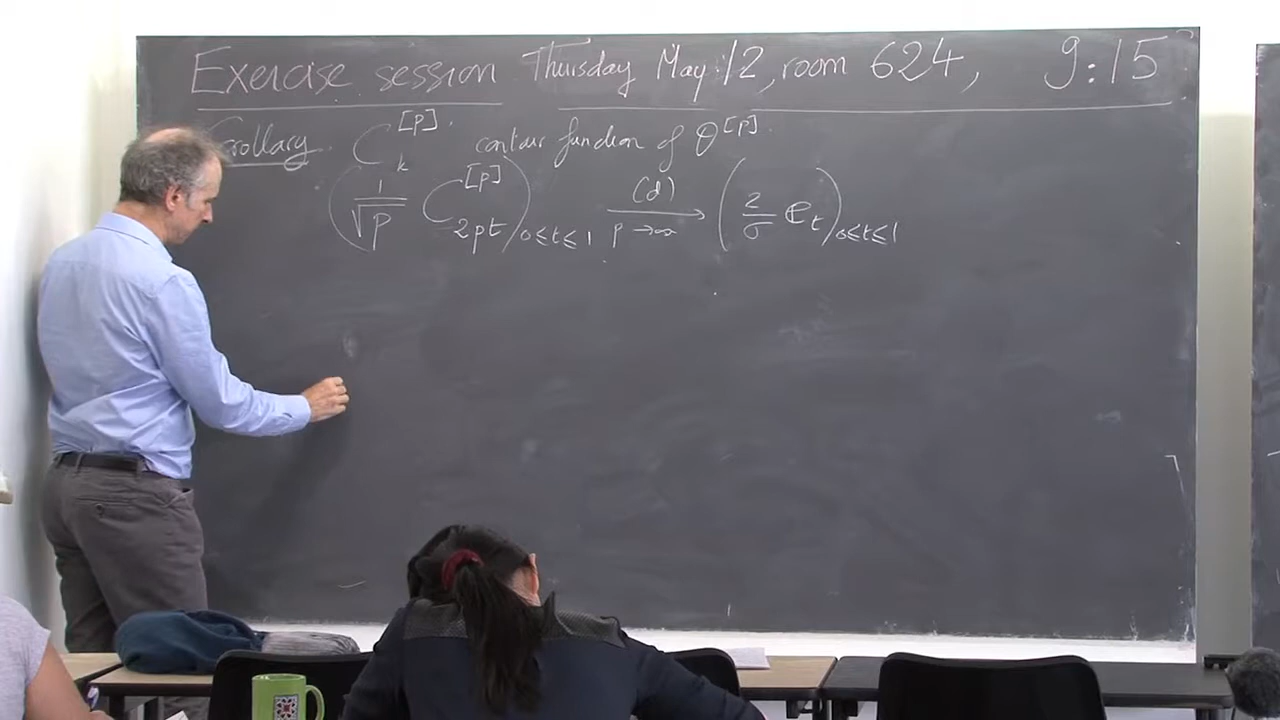 Exercise session Thursday May 12, room 624, 9:15
Corollary C_k^{[p]} contour function of θ^{[p]}.
(1/√p C^{[p]}_{2pt})_{0≤t≤1} →^{(d)}_{p→∞} (2/σ 𝕖_t)_{0≤t≤1}